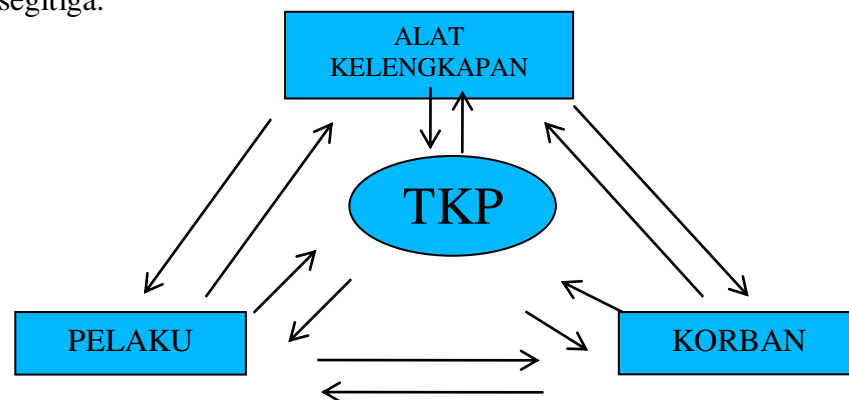 segitiga.
ALAT
KELENGKAPAN
TKP
PELAKU
KORBAN